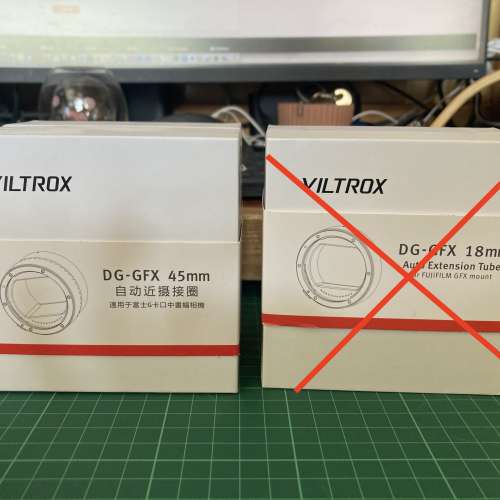 VILTROX
DG-GFX 45mm
自动近摄接圈
適用于富士G卡口中畫幅相機
VILTROX
DG-GFX 18mm
Auto Extension Tube
for FUJIFILM GFX mount